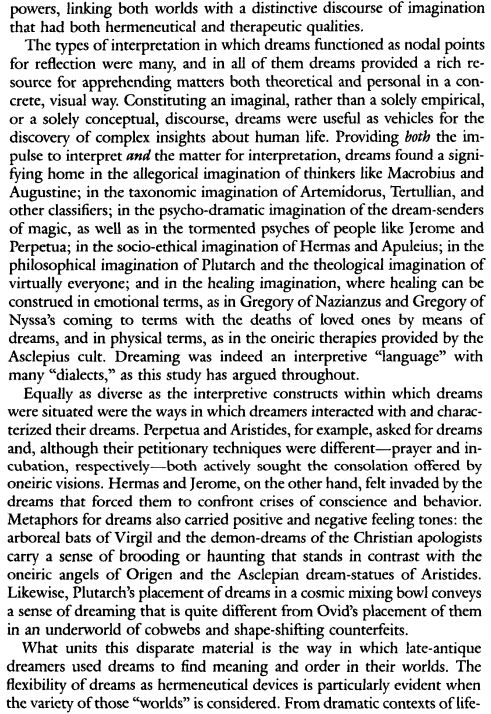 powers, linking both worlds with a distinctive discourse of imagination
that had both hermeneutical and therapeutic qualities.
The types of interpretation in which dreams functioned as nodal points
for reflection were many, and in all of them dreams provided a rich re-
source for apprehending matters both theoretical and personal in a con-
crete, visual way. Constituting an imaginal, rather than a solely empirical,
or a solely conceptual, discourse, dreams were useful as vehicles for the
discovery of complex insights about human life. Providing both the im-
pulse to interpret and the matter for interpretation, dreams found a signi-
fying home in the allegorical imagination of thinkers like Macrobius and
Augustine; in the taxonomic imagination of Artemidorus, Tertullian, and
other classifiers; in the psycho-dramatic imagination of the dream-senders
of magic, as well as in the tormented psyches of people like Jerome and
Perpetua; in the socio-ethical imagination of Hermas and Apuleius; in the
philosophical imagination of Plutarch and the theological imagination of
virtually everyone; and in the healing imagination, where healing can be
construed in emotional terms, as in Gregory of Nazianzus and Gregory of
Nyssa's coming to terms with the deaths of loved ones by means of
dreams, and in physical terms, as in the oneiric therapies provided by the
Asclepius cult. Dreaming was indeed an interpretive “language” with
many “dialects,” as this study has argued throughout.
Equally as diverse as the interpretive constructs within which dreams
were situated were the ways in which dreamers interacted with and charac-
terized their dreams. Perpetua and Aristides, for example, asked for dreams
and, although their petitionary techniques were different—prayer and in-
cubation, respectively—both actively sought the consolation offered by
oneiric visions. Hermas and Jerome, on the other hand, felt invaded by the
dreams that forced them to confront crises of conscience and behavior.
Metaphors for dreams also carried positive and negative feeling tones: the
arboreal bats of Virgil and the demon-dreams of the Christian apologists
carry a sense of brooding or haunting that stands in contrast with the
oneiric angels of Origen and the Asclepian dream-statues of Aristides.
Likewise, Plutarch's placement of dreams in a cosmic mixing bowl conveys
a sense of dreaming that is quite different from Ovid's placement of them
in an underworld of cobwebs and shape-shifting counterfeits.
What units this disparate material is the way in which late-antique
dreamers used dreams to find meaning and order in their worlds. The
flexibility of dreams as hermeneutical devices is particularly evident when
the variety of those “worlds” is considered. From dramatic contexts of life-